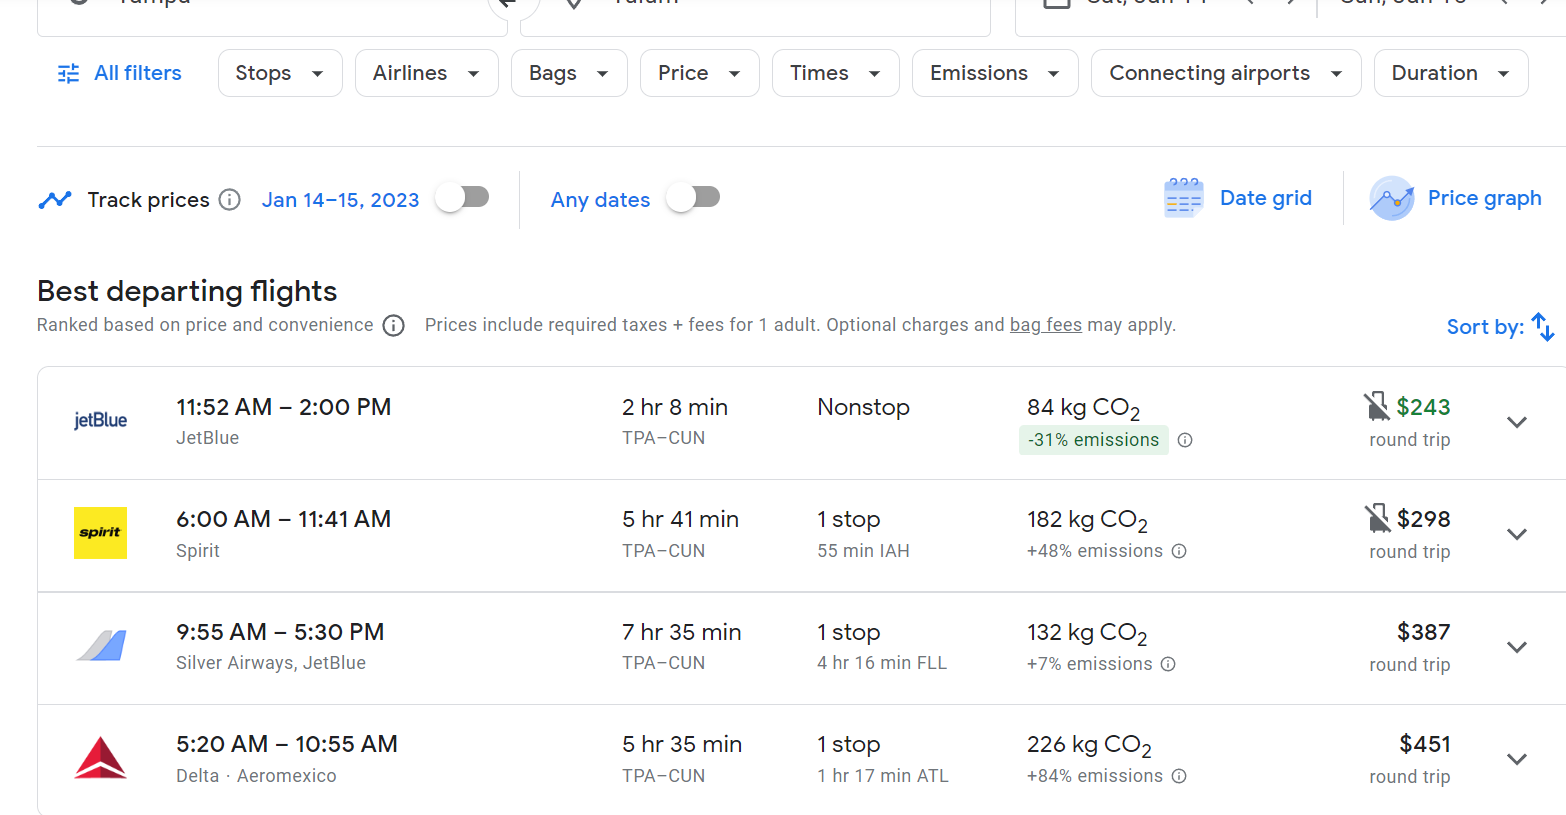 All filters
Stops
Airlines
Bags
Price
Times
Emissions
Connecting airports
Duration
Track prices
Jan 14–15, 2023
Any dates
Date grid
Price graph
Best departing flights
Ranked based on price and convenience
Prices include required taxes + fees for 1 adult. Optional charges and bag fees may apply.
Sort by:
jetBlue
11:52 AM – 2:00 PM
JetBlue
2 hr 8 min
TPA–CUN
Nonstop
84 kg CO2
-31% emissions
$243
round trip
spirit
6:00 AM – 11:41 AM
Spirit
5 hr 41 min
TPA–CUN
1 stop
55 min IAH
182 kg CO2
+48% emissions
$298
round trip
9:55 AM – 5:30 PM
Silver Airways, JetBlue
7 hr 35 min
TPA–CUN
1 stop
4 hr 16 min FLL
132 kg CO2
+7% emissions
$387
round trip
5:20 AM – 10:55 AM
Delta · Aeromexico
5 hr 35 min
TPA–CUN
1 stop
1 hr 17 min ATL
226 kg CO2
+84% emissions
$451
round trip